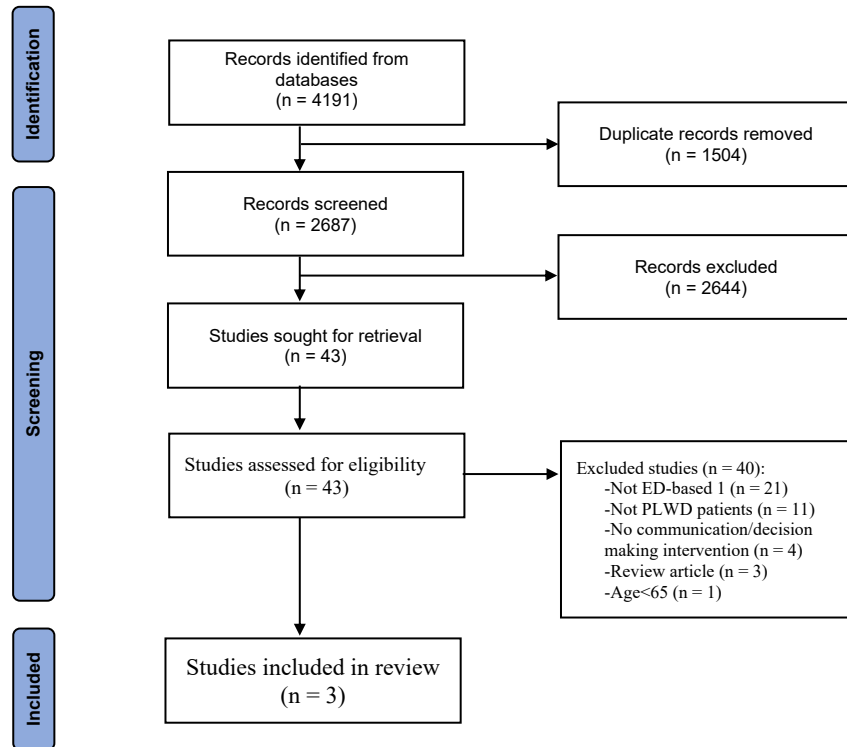 Identification
Records identified from
databases
(n = 4191)
Duplicate records removed
(n = 1504)
Screening
Records screened
(n = 2687)
Records excluded
(n = 2644)
Studies sought for retrieval
(n = 43)
Studies assessed for eligibility
(n = 43)
Excluded studies (n = 40):
-Not ED-based 1 (n = 21)
-Not PLWD patients (n = 11)
-No communication/decision
making intervention (n = 4)
-Review article (n = 3)
-Age<65 (n = 1)
Included
Studies included in review
(n = 3)